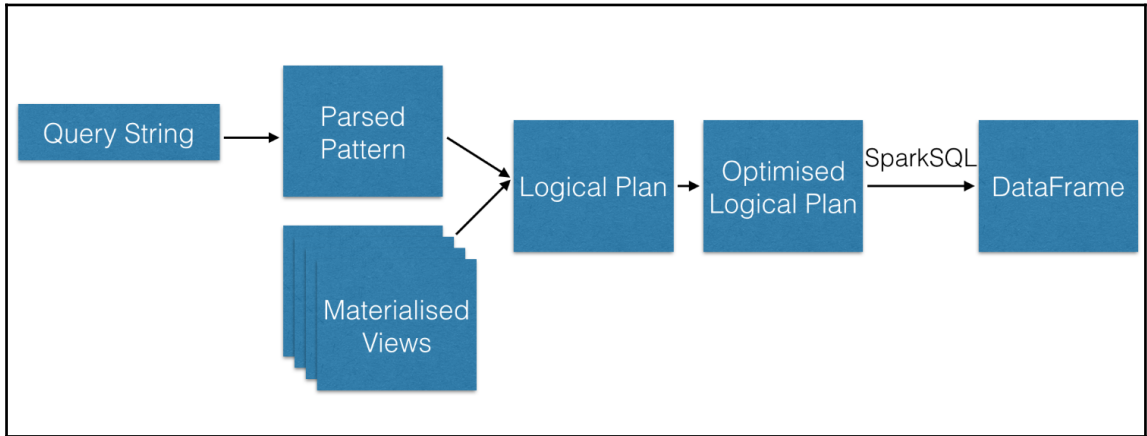 Query String
Parsed
Pattern
Materialised
Views
Logical Plan
Optimised
Logical Plan
SparkSQL
DataFrame